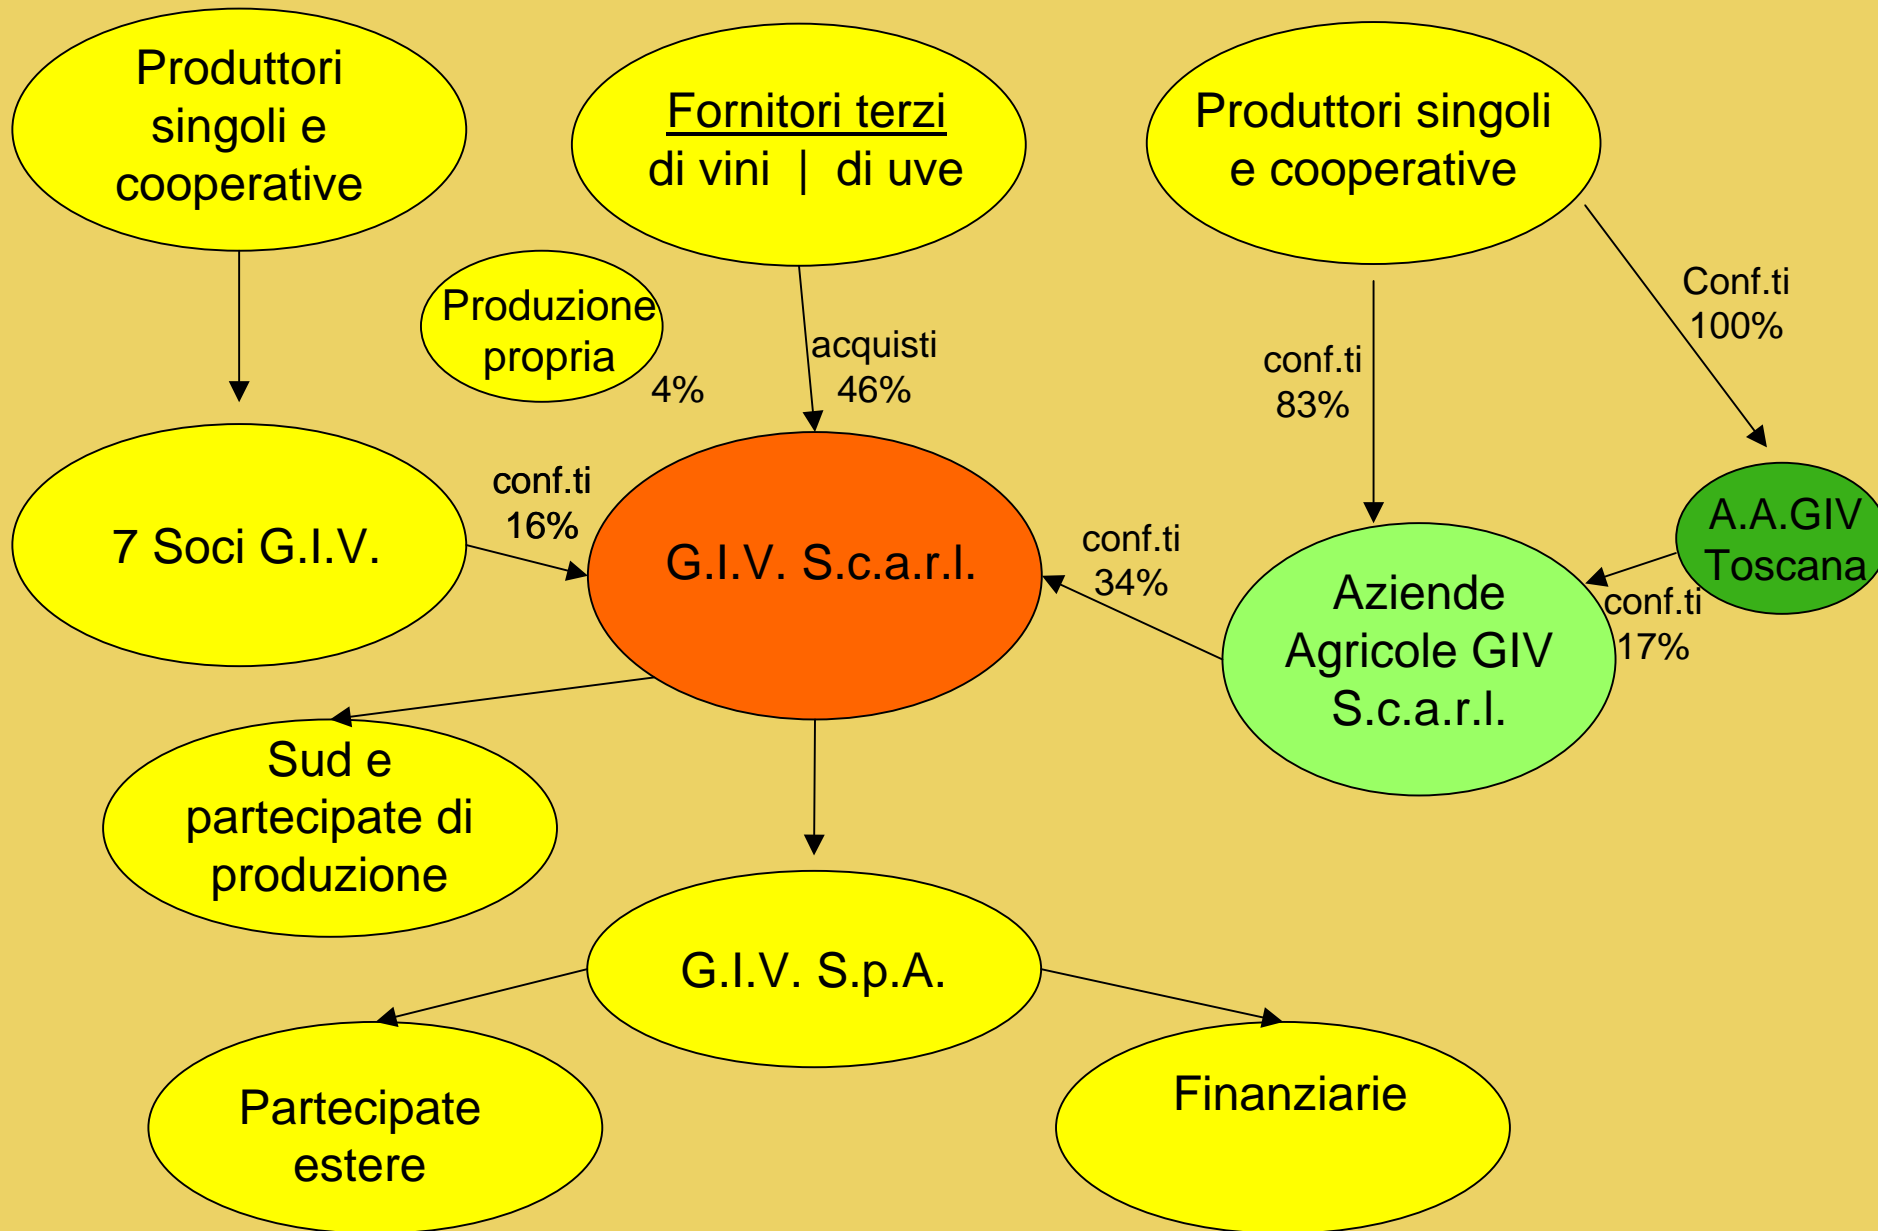 Produttori
singoli e
cooperative
Fornitori terzi
di vini | di uve
Produttori singoli
e cooperative
Produzione
propria
4%
acquisti
46%
conf.ti
83%
Conf.ti
100%
7 Soci G.I.V.
conf.ti
16%
G.I.V. S.c.a.r.l.
conf.ti
34%
Aziende
Agricole GIV
S.c.a.r.l.
A.A.GIV
Toscana
conf.ti
17%
Sud e
partecipate di
produzione
G.I.V. S.p.A.
Partecipate
estere
Finanziarie